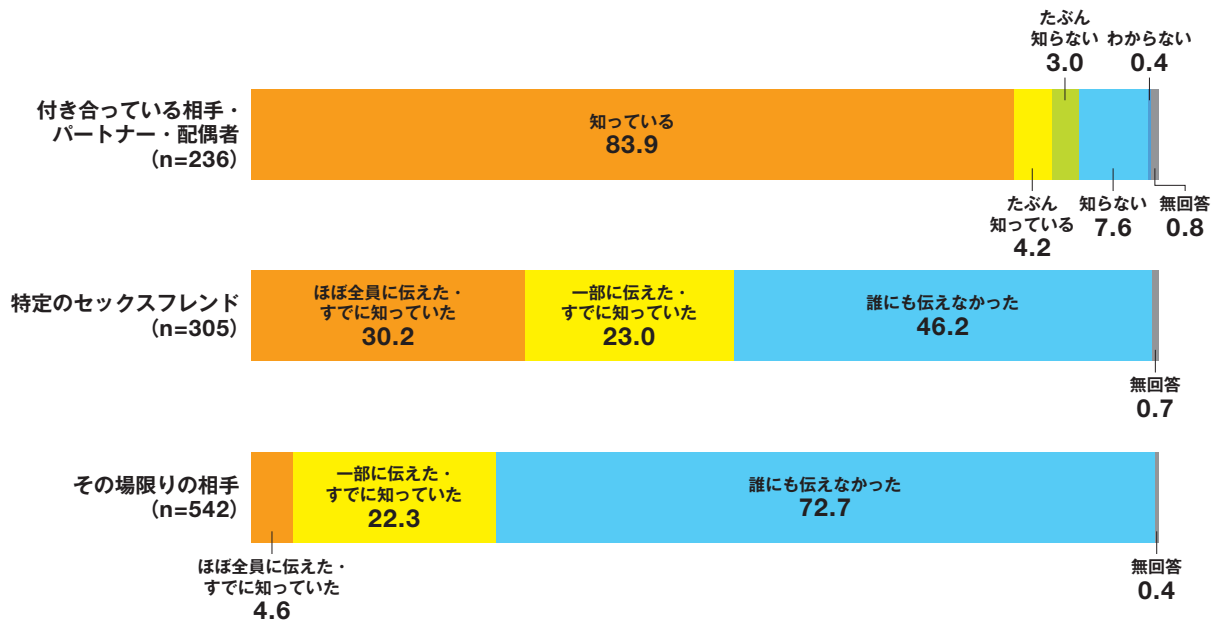 たぶん
知らない
3.0
わからない
0.4
付き合っている相手・
パートナー・配偶者
(n=236)
知っている
83.9
たぶん
知っている
4.2
知らない
7.6
無回答
0.8
特定のセックスフレンド
(n=305)
ほぼ全員に伝えた・
すでに知っていた
30.2
一部に伝えた・
すでに知っていた
23.0
誰にも伝えなかった
46.2
無回答
0.7
その場限りの相手
(n=542)
一部に伝えた・
すでに知っていた
22.3
誰にも伝えなかった
72.7
ほぼ全員に伝えた・
すでに知っていた
4.6
無回答
0.4